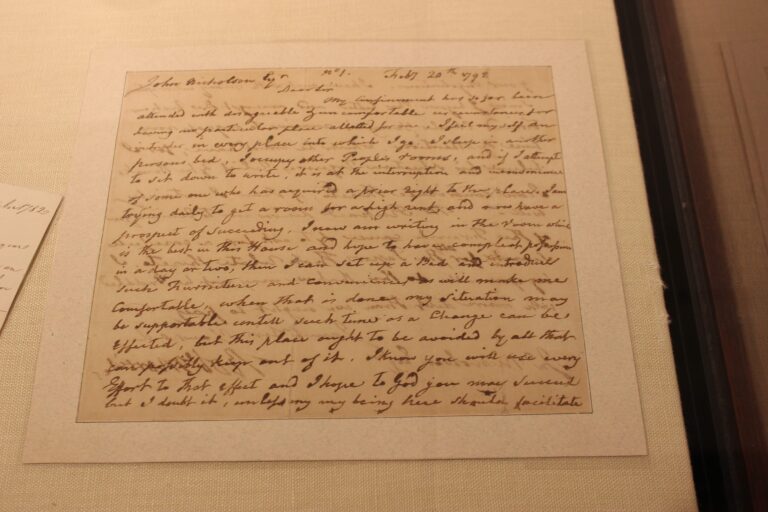 John Nicholson Esqr No 1. Feby 20th 1798
Dear Sir
My confinement has so far been
attended with disagreeable & uncomfortable circumstances, for
having no particular place allotted for me, I feel myself an
intruder in every place into which I go. I sleep in another
persons bed, I occupy other People's rooms, and if I attempt
to sit down to write, it is at the interruption and inconvenience
of some one who has acquired a prior right to the place. I am
trying daily to get a room for a high rent, and now have a
prospect of succeeding. I now am writing in the room which
is the best in this House and hope to have compleat possession
in a day or two, then I can set up a Bed and introduce
such Furniture and conveniences as will make me
Comfortable, when that is done, my situation may
be supportable untill such time as a Change can be
Effected, but this place ought to be avoided by all that
can possibly keep out of it. I know you will use every
Effort to that effect and I hope to God you may succeed
but I doubt it, unless my my being here should facilitate